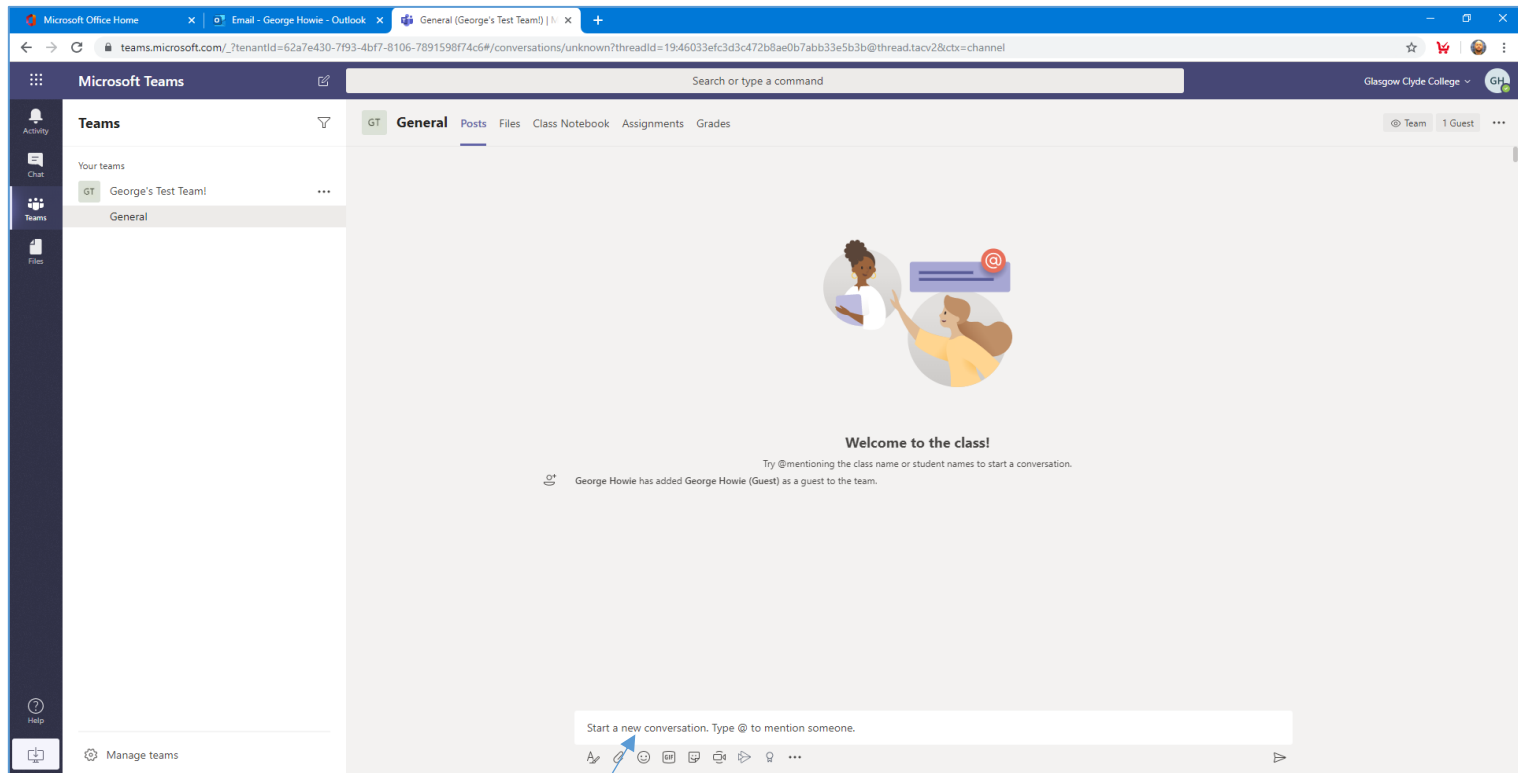 Microsoft Office Home
Email - George Howie - Outlook
General (George's Test Team!) | M
teams.microsoft.com/_?tenantId=62a7e430-7f93-4bf7-8106-7891598f74c6#/conversations/unknown?threadId=19:46033efc3d3c472b8ae0b7abb33e5b3b@thread.tacv2&ctx=channel
Microsoft Teams
Search or type a command
Glasgow Clyde College
GH
Activity
Chat
Teams
Files
Help
Teams
Your teams
GT George's Test Team!
General
Manage teams
GT General Posts Files Class Notebook Assignments Grades
Team 1 Guest
@
Welcome to the class!
Try @mentioning the class name or student names to start a conversation.
George Howie has added George Howie (Guest) as a guest to the team.
Start a new conversation. Type @ to mention someone.
GIF